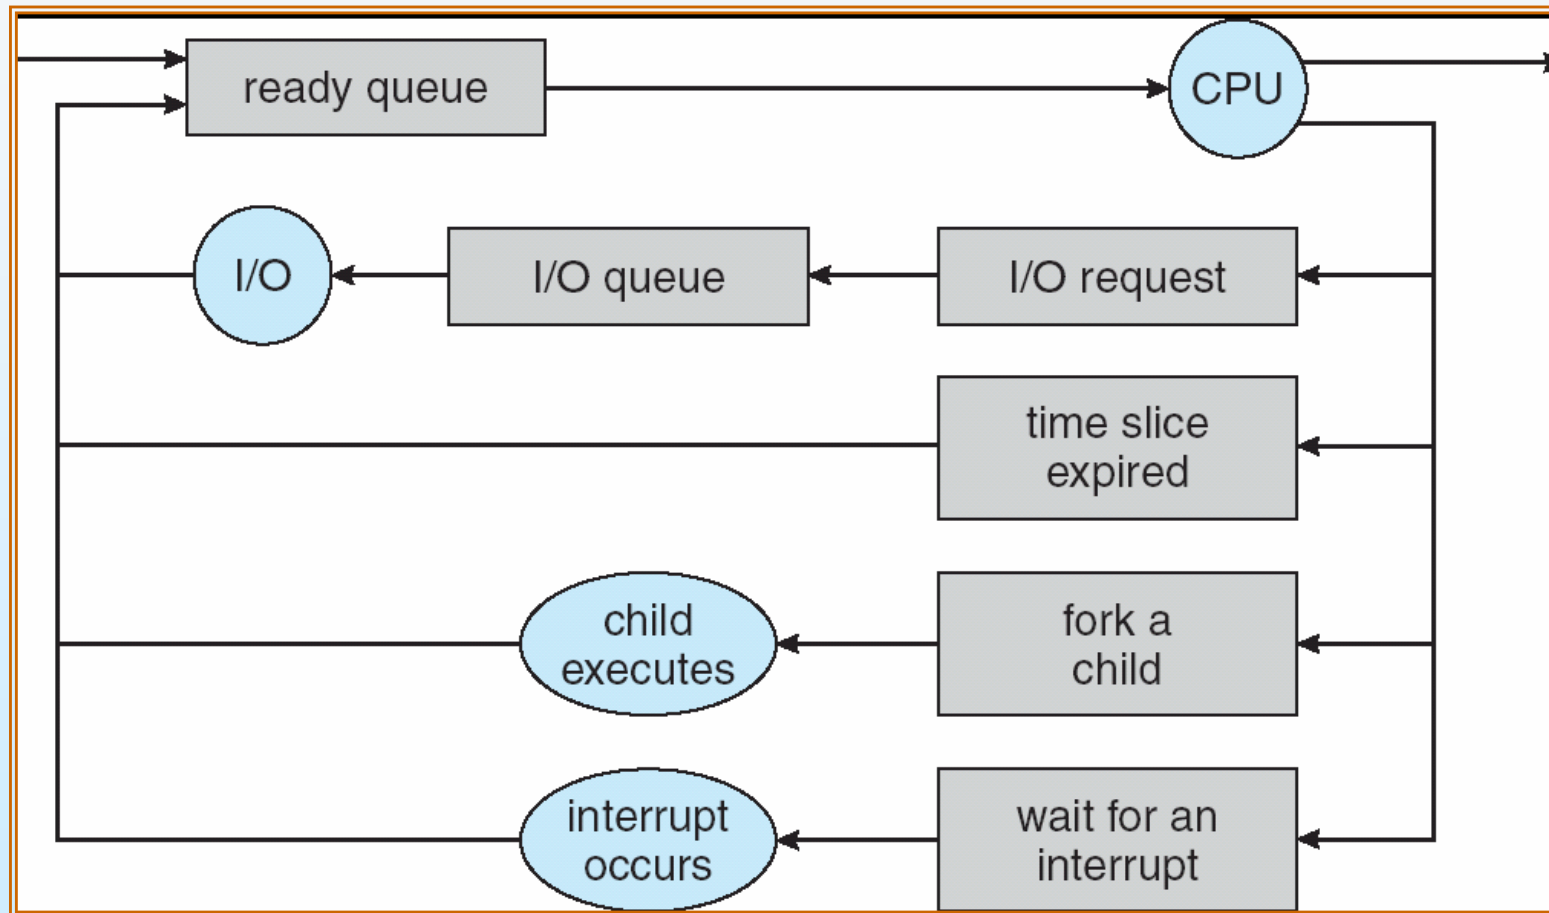 ready queue
CPU
I/O
I/O queue
I/O request
time slice
expired
child
executes
fork a
child
interrupt
occurs
wait for an
interrupt